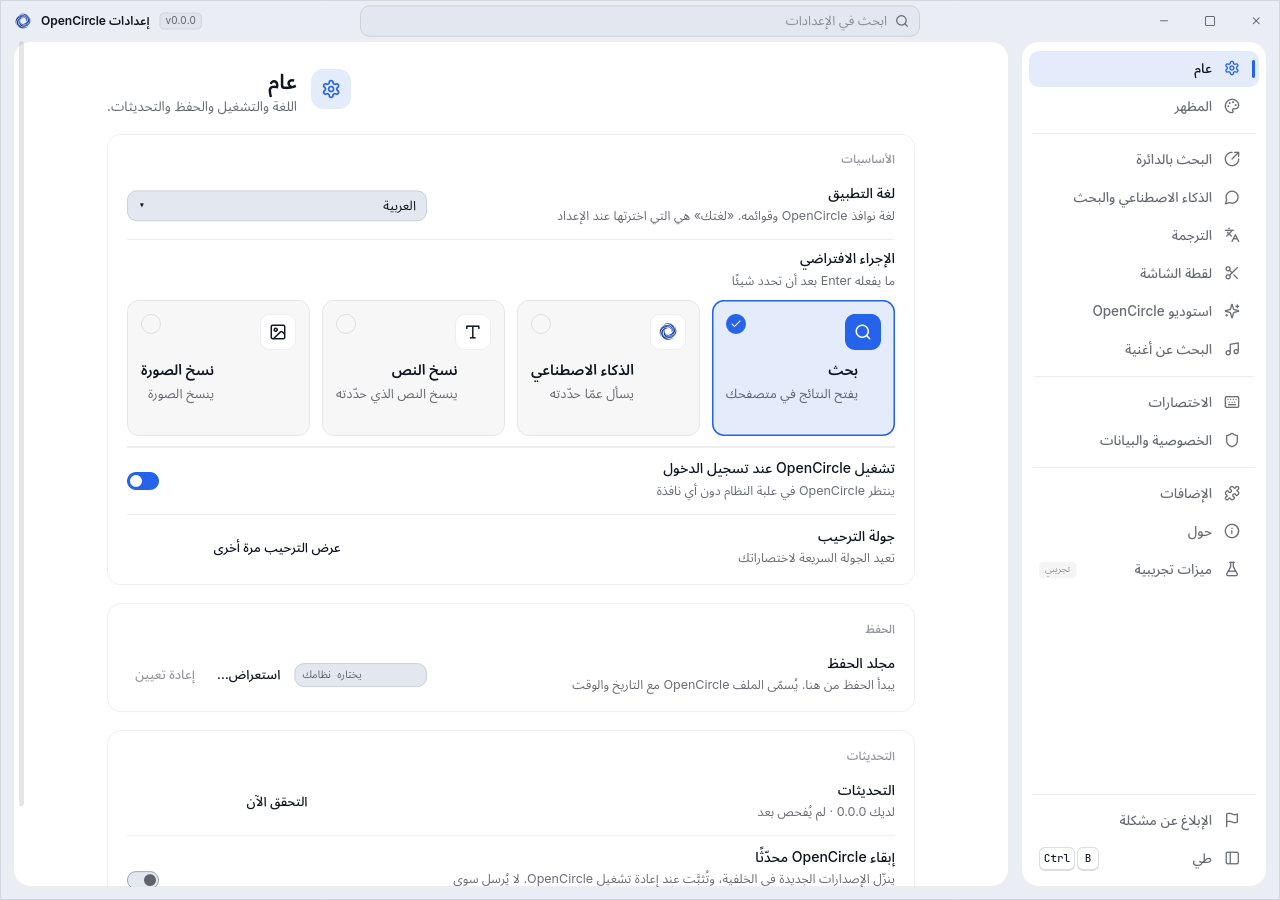 إعدادات OpenCircle
v0.0.0
ابحث في الإعدادات
عام
المظهر
البحث بالدائرة
الذكاء الاصطناعي والبحث
الترجمة
لقطة الشاشة
استوديو OpenCircle
البحث عن أغنية
الاختصارات
الخصوصية والبيانات
الإضافات
حول
ميزات تجريبية
تجريبي
الإبلاغ عن مشكلة
طي
Ctrl B
عام
اللغة والتشغيل والحفظ والتحديثات.
الأساسيات
لغة التطبيق
لغة نوافذ OpenCircle وقوائمه. «لغتك» هي التي اخترتها عند الإعداد
العربية
الإجراء الافتراضي
ما يفعله Enter بعد أن تحدد شيئًا
بحث
يفتح النتائج في متصفحك
الذكاء الاصطناعي
يسأل عمّا حدّدته
نسخ النص
ينسخ النص الذي حدّدته
نسخ الصورة
ينسخ الصورة
تشغيل OpenCircle عند تسجيل الدخول
ينتظر OpenCircle في علبة النظام دون أي نافذة
جولة الترحيب
تعيد الجولة السريعة لاختصاراتك
عرض الترحيب مرة أخرى
الحفظ
مجلد الحفظ
يبدأ الحفظ من هنا. يُسمّى الملف OpenCircle مع التاريخ والوقت
يختاره نظامك
استعراض...
إعادة تعيين
التحديثات
التحديثات
لديك 0.0.0 · لم يُفحص بعد
التحقق الآن
إبقاء OpenCircle محدّثًا
ينزّل الإصدارات الجديدة في الخلفية، وتُثبَّت عند إعادة تشغيل OpenCircle. لا يُرسل سوى